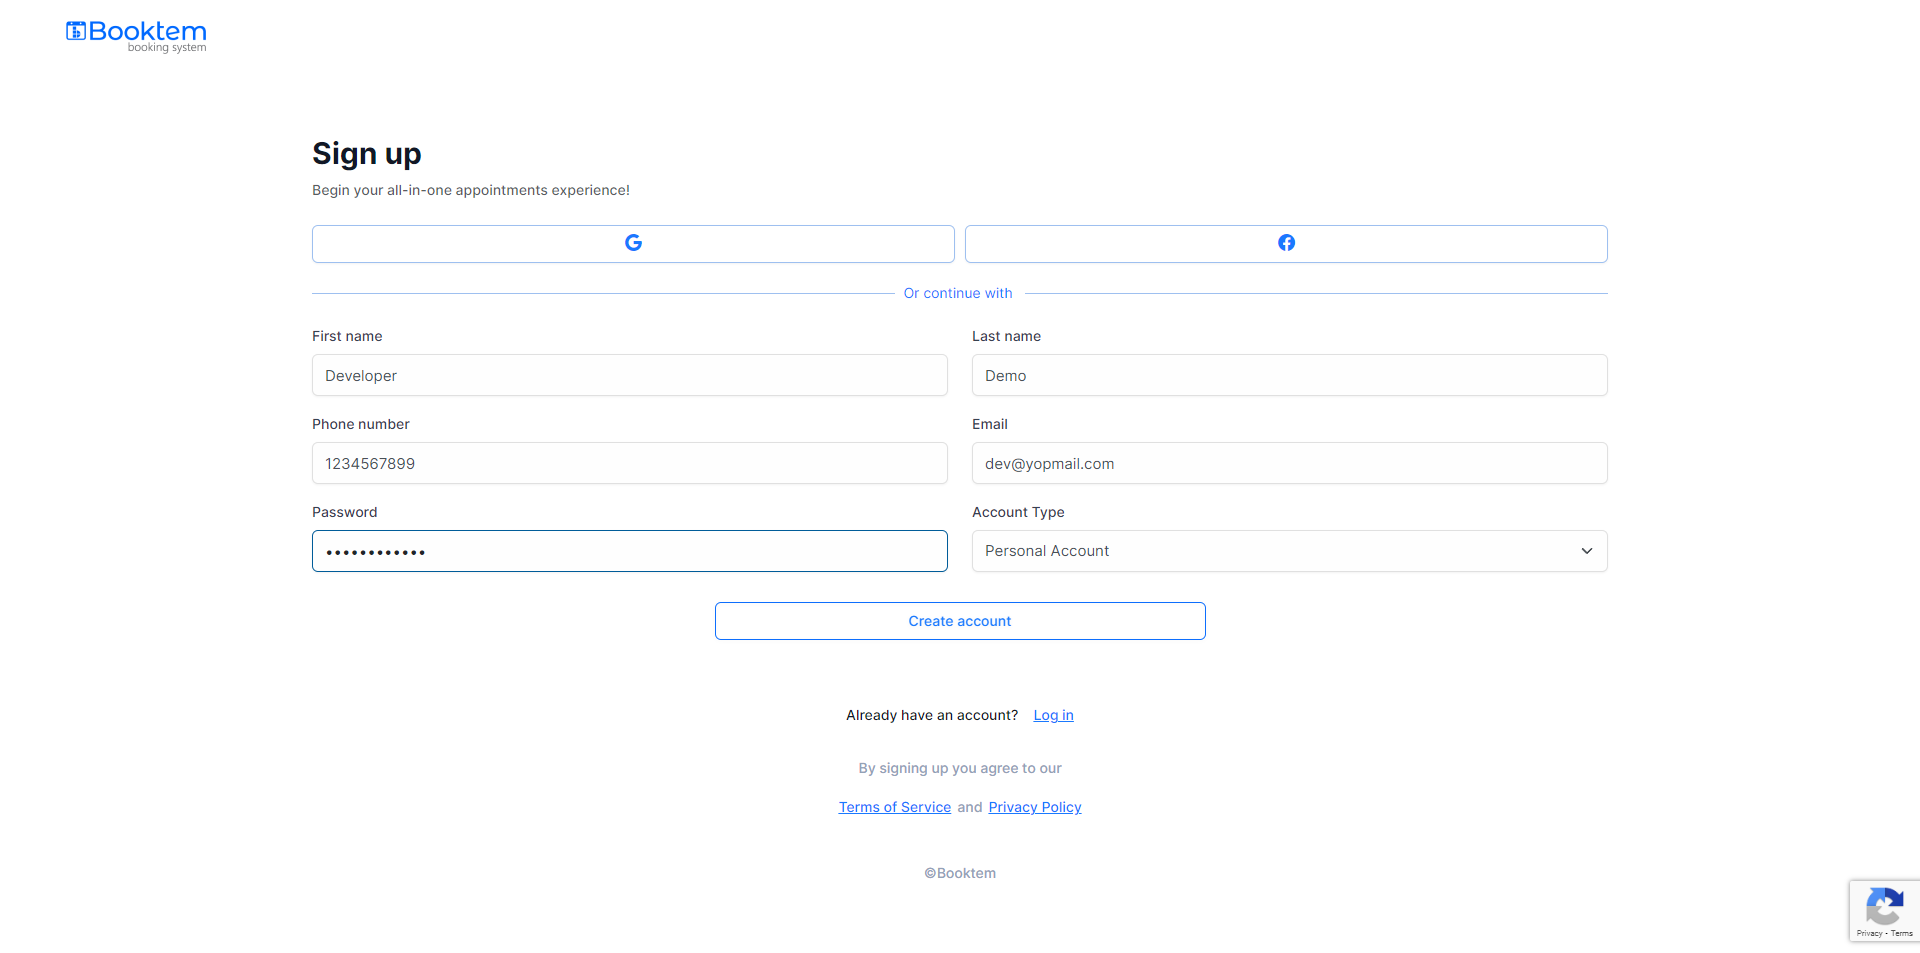 Booktem
booking system
Sign up
Begin your all-in-one appointments experience!
Or continue with
First name
Last name
Developer
Demo
Phone number
Email
1234567899
dev@yopmail.com
Password
Account Type
••••••••••••
Personal Account
Create account
Already have an account? Log in
By signing up you agree to our
Terms of Service and Privacy Policy
©Booktem
Privacy - Terms